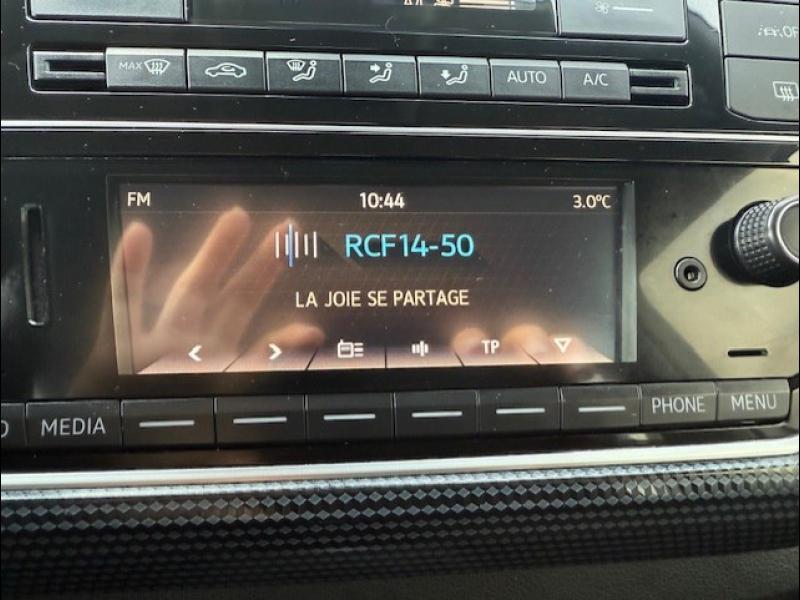 MAX
AUTO
A/C
FM 10:44 3.0°C
RCF14-50
LA JOIE SE PARTAGE
TP
MEDIA
PHONE
MENU